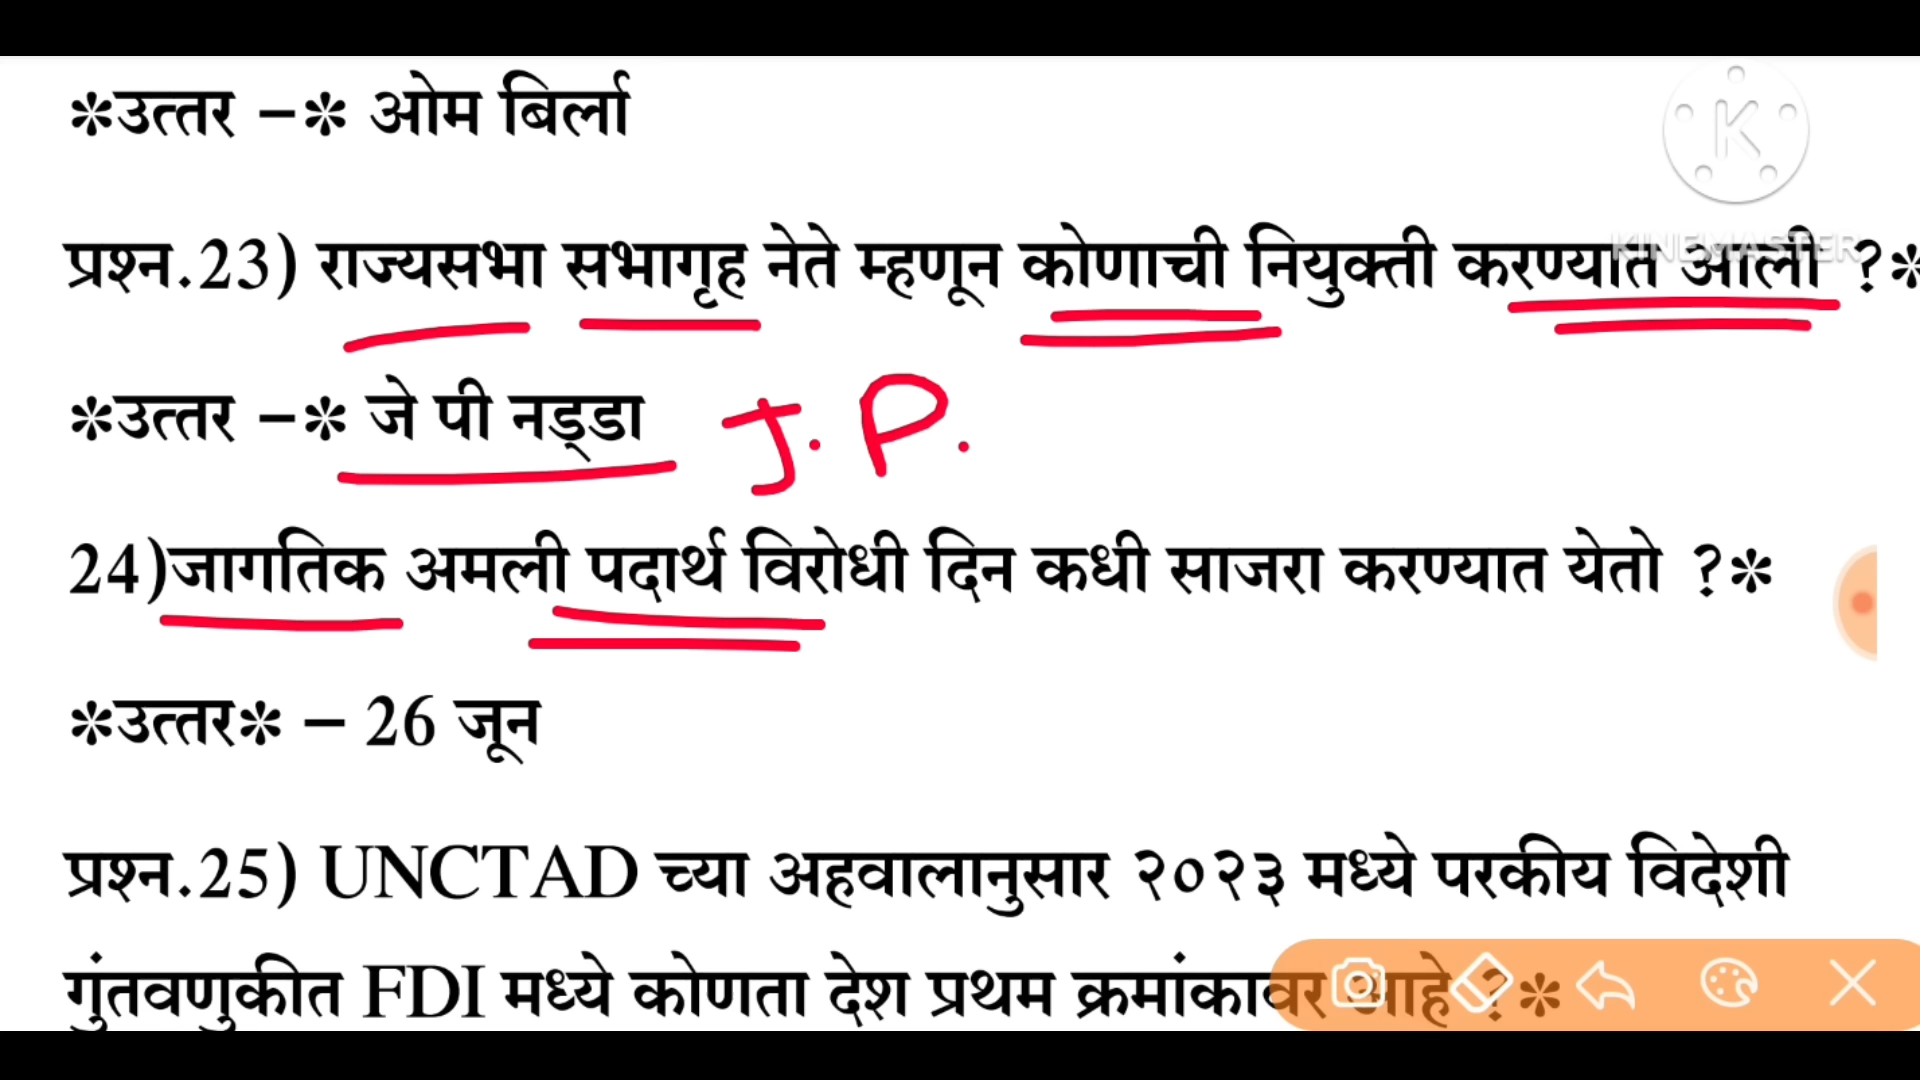 *उत्तर –* ओम बिर्ला
K
KINEMASTER
प्रश्न.23) राज्यसभा सभागृह नेते म्हणून कोणाची नियुक्ती करण्यात आली ?*
*उत्तर –* जे पी नड्डा J. P.
24)जागतिक अमली पदार्थ विरोधी दिन कधी साजरा करण्यात येतो ?*
*उत्तर* – 26 जून
प्रश्न.25) UNCTAD च्या अहवालानुसार २०२३ मध्ये परकीय विदेशी
गुंतवणुकीत FDI मध्ये कोणता देश प्रथम क्रमांकावर आहे ?*